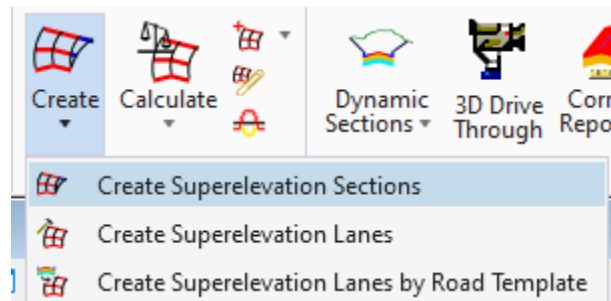 Create Calculate Dynamic 3D Drive
Sections Through
Create Superelevation Sections
Create Superelevation Lanes
Create Superelevation Lanes by Road Template